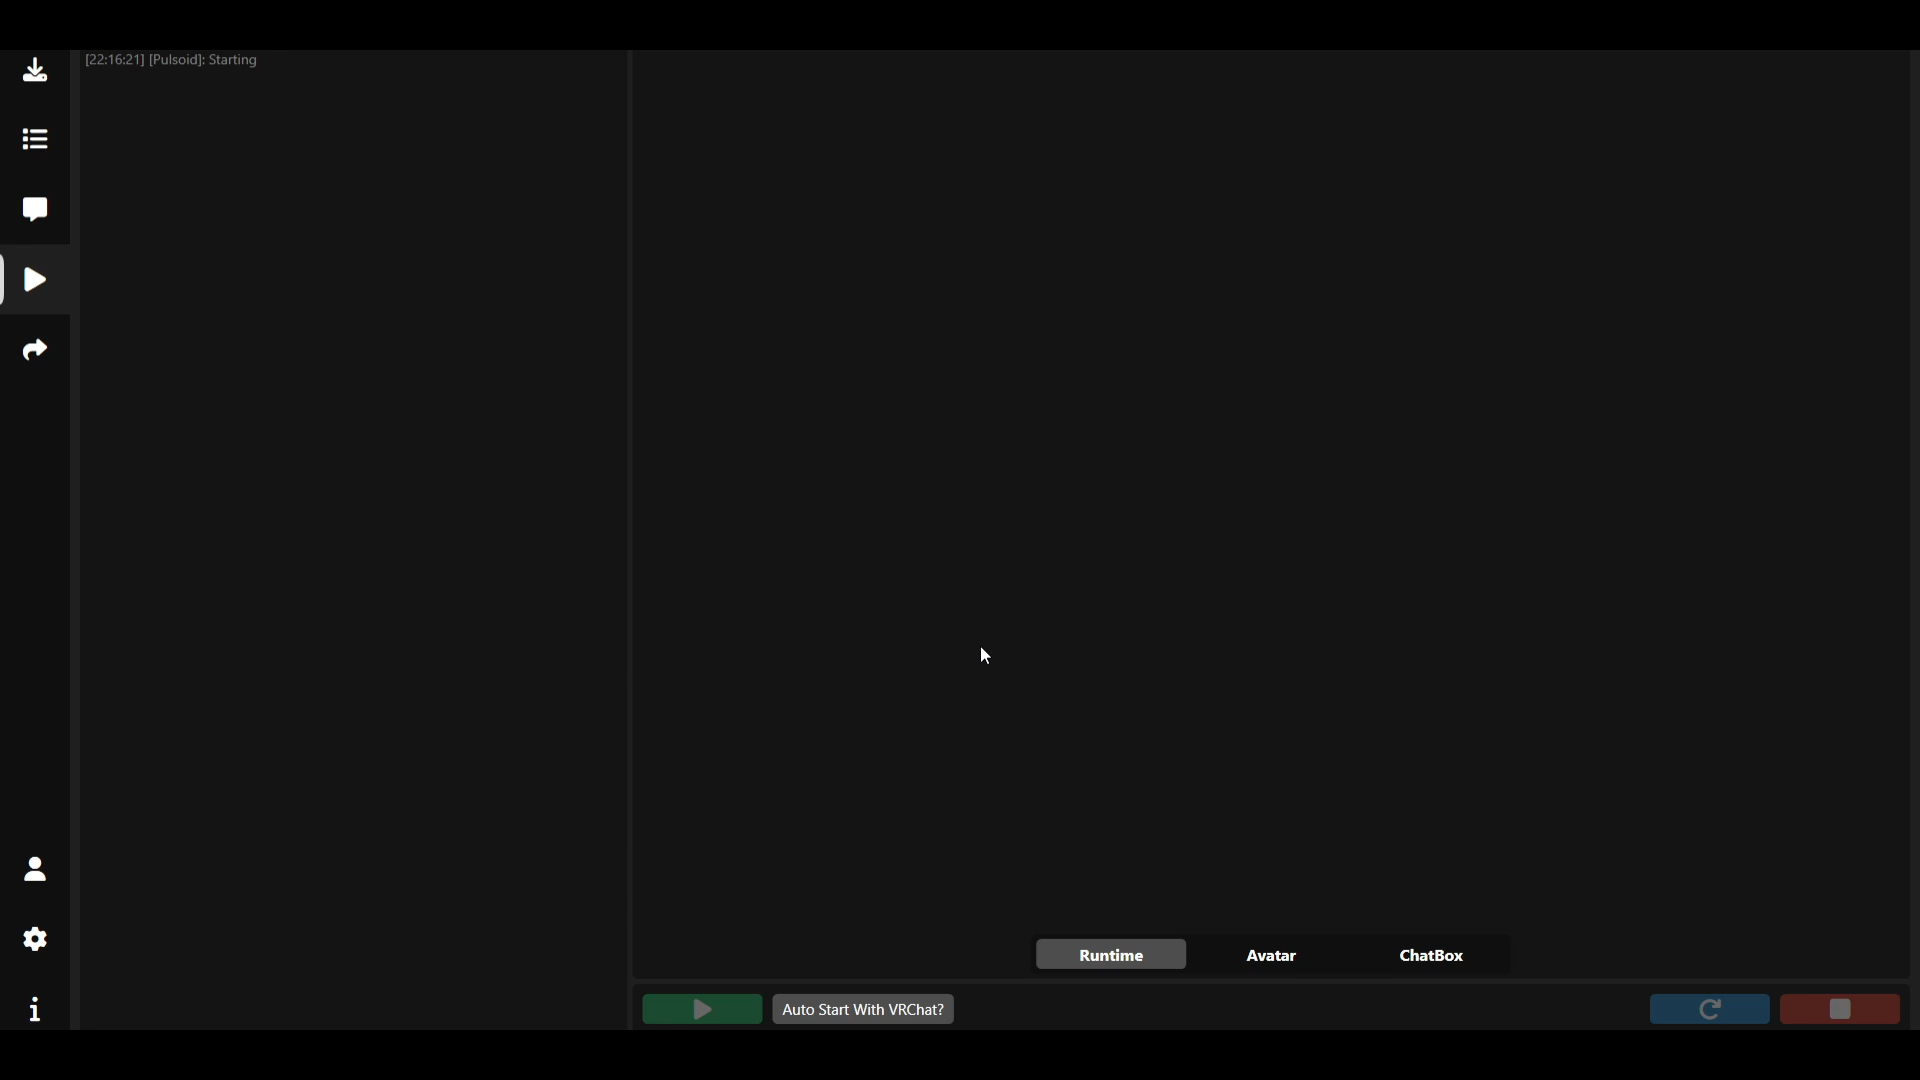 [22:16:21] [Pulsoid]: Starting
Runtime
Avatar
ChatBox
Auto Start With VRChat?